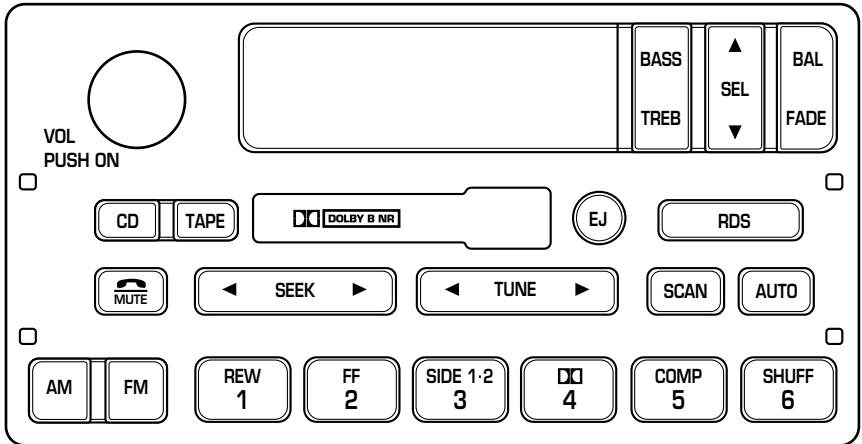 BASS
▲
BAL
SEL
TREB
▼
FADE
VOL
PUSH ON
CD
TAPE
DOLBY B NR
EJ
RDS
MUTE
◄ SEEK ►
◄ TUNE ►
SCAN
AUTO
AM
FM
REW
1
FF
2
SIDE 1·2
3
4
COMP
5
SHUFF
6